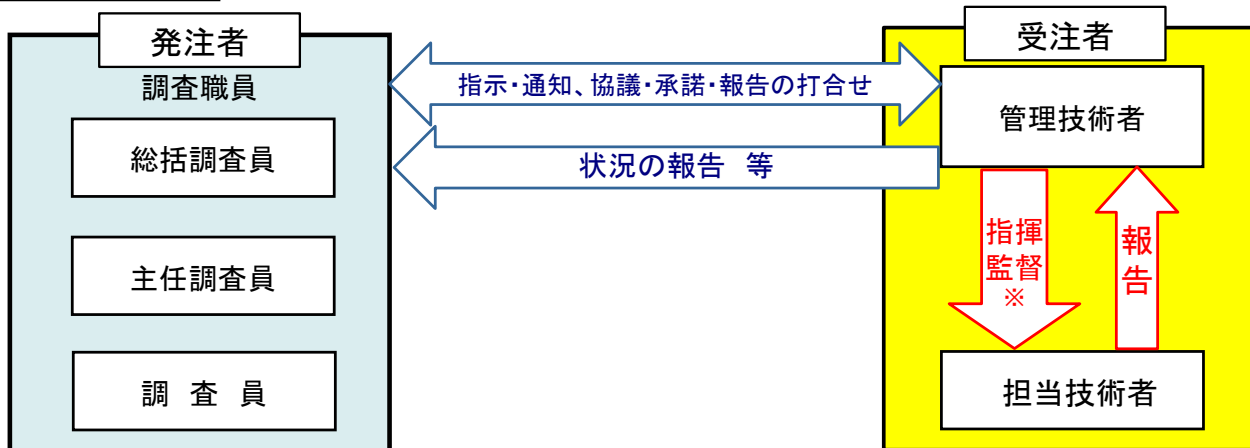 発注者
調査職員
総括調査員
主任調査員
調 査 員
指示・通知、協議・承諾・報告の打合せ
状況の報告 等
受注者
管理技術者
指揮
監督
※
報
告
担当技術者